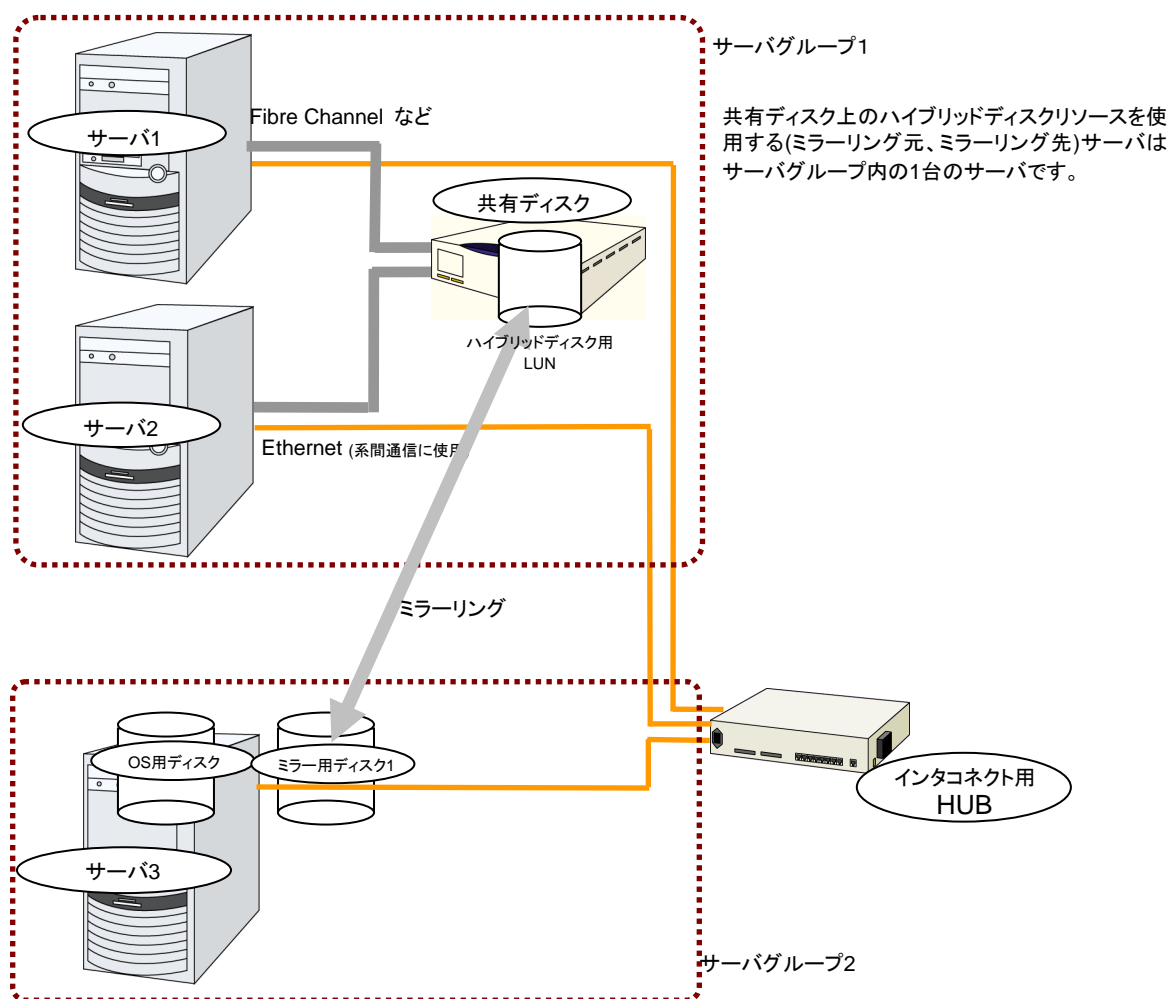 サーバグループ1
共有ディスク上のハイブリッドディスクリソースを使
用する(ミラーリング元、ミラーリング先)サーバは
サーバグループ内の1台のサーバです。
サーバ1
Fibre Channel など
共有ディスク
ハイブリッドディスク用
LUN
サーバ2
Ethernet (系間通信に使用)
ミラーリング
OS用ディスク
ミラー用ディスク1
インタコネクト用
HUB
サーバ3
サーバグループ2